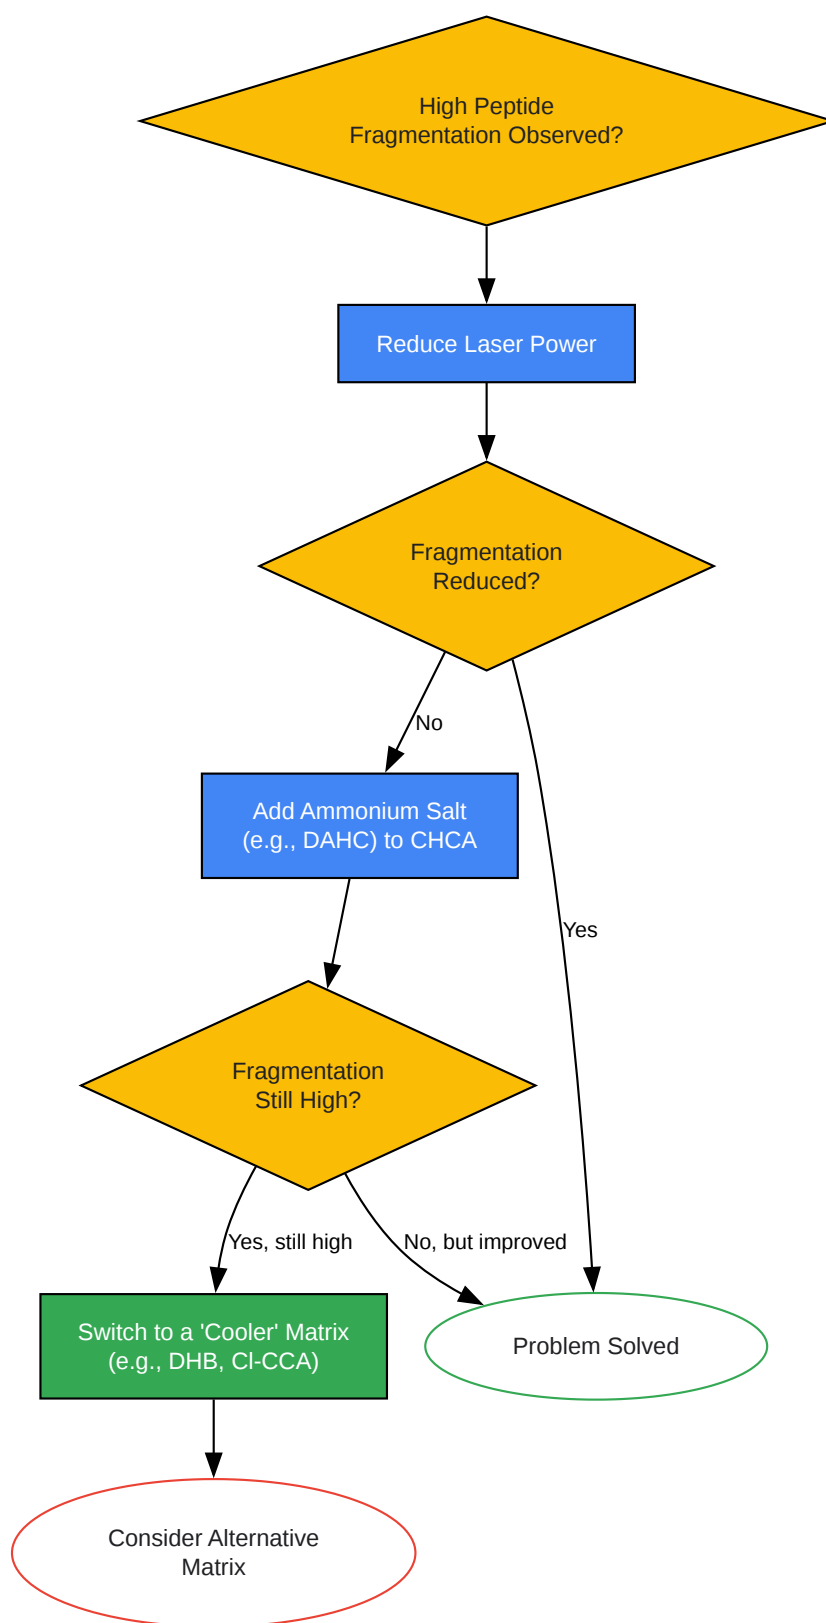 High Peptide
Fragmentation Observed?
Reduce Laser Power
Fragmentation
Reduced?
No
Add Ammonium Salt
(e.g., DAHC) to CHCA
Yes
Fragmentation
Still High?
Yes, still high
No, but improved
Switch to a 'Cooler' Matrix
(e.g., DHB, Cl-CCA)
Problem Solved
Consider Alternative
Matrix